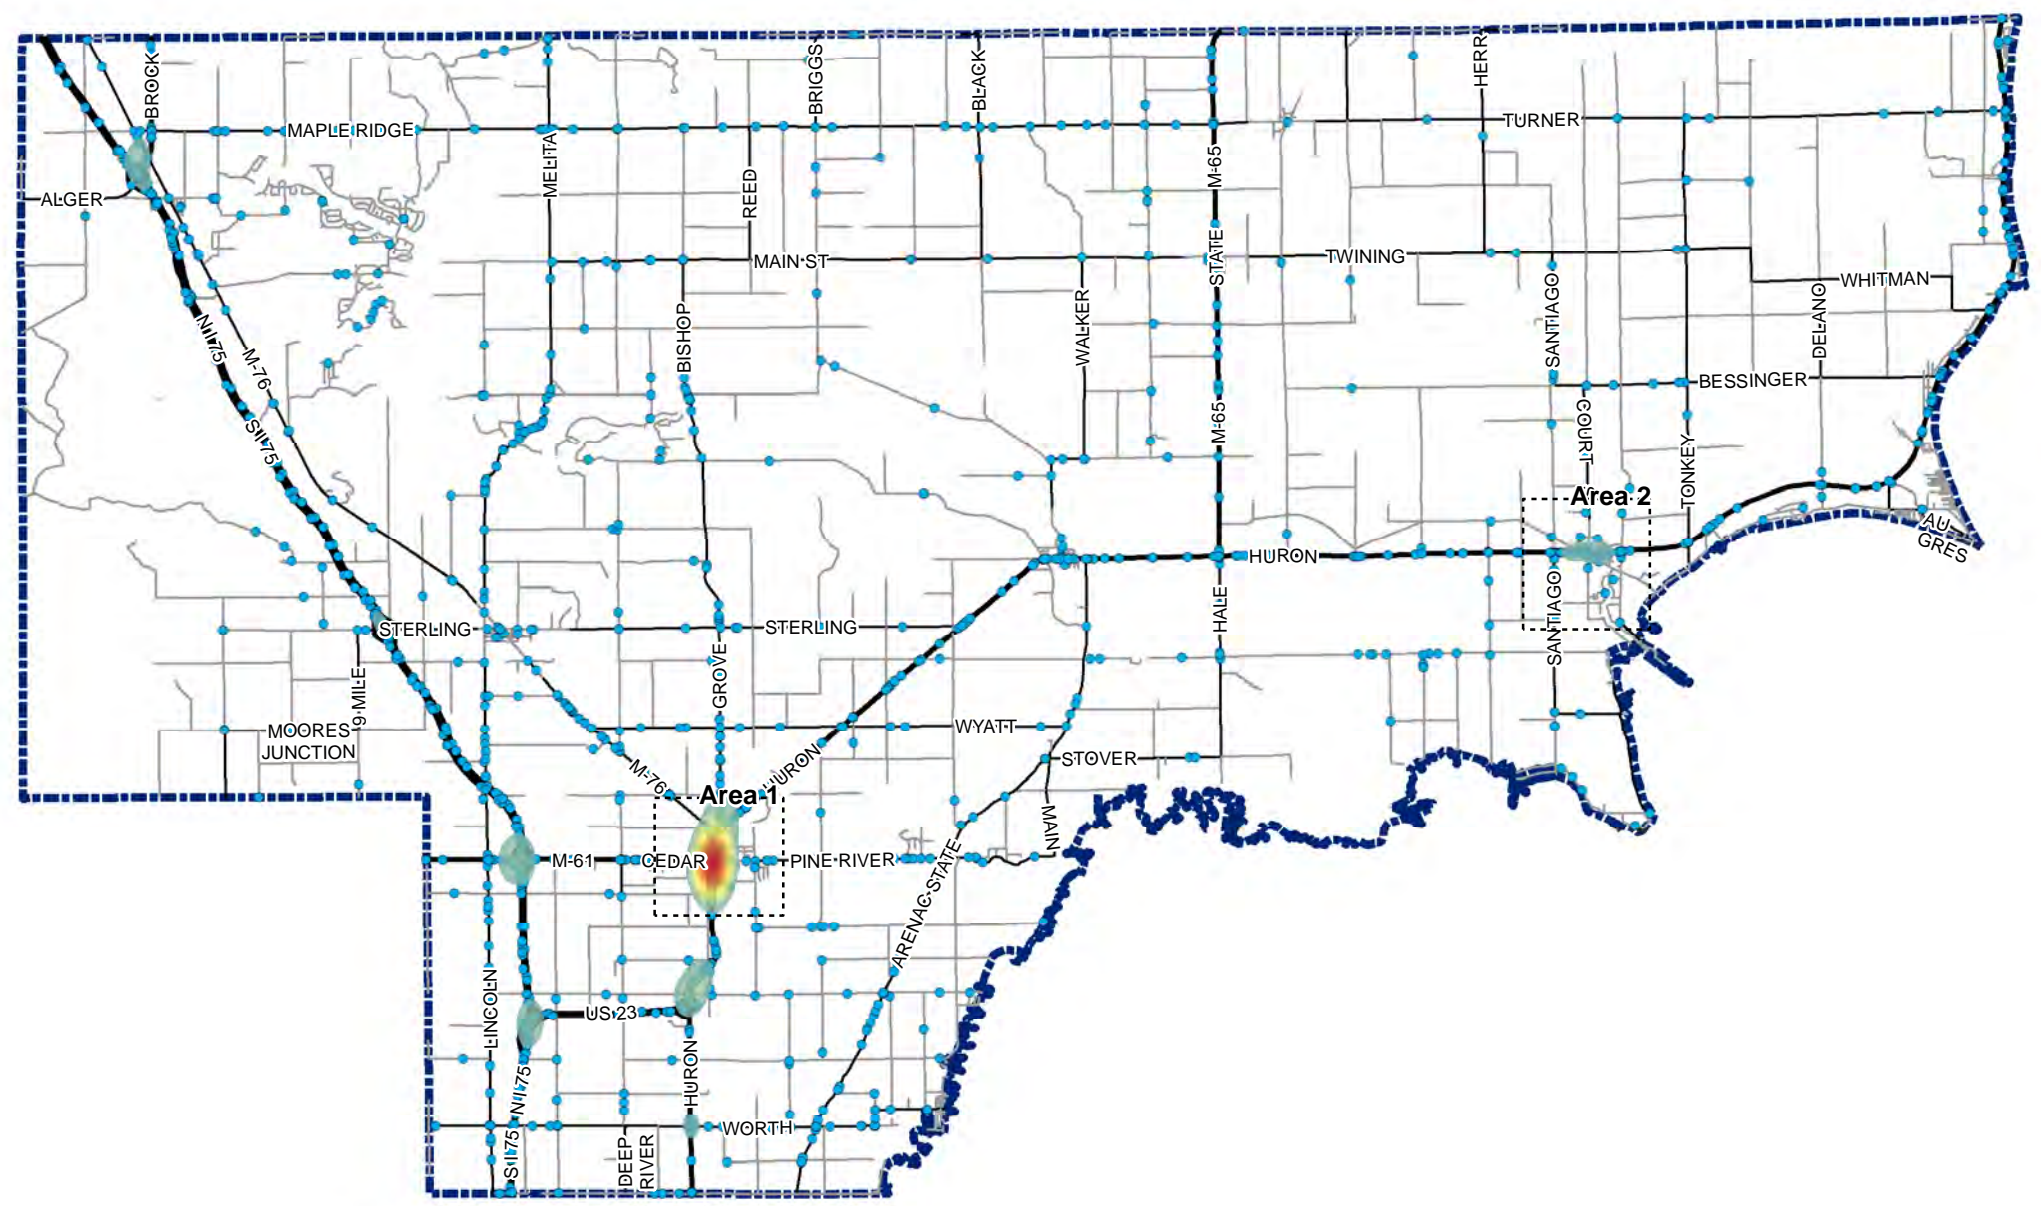 BROCK
BRIGGS
BLACK
HERR
MAPLE RIDGE
TURNER
MELITA
M-65
REED
ALGER
MAIN ST
STATE
TWINING
WHITMAN
SANTIAGO
DELANO
BISHOP
WALKER
N I 75
M-76
BESSINGER
S I 75
M-65
COURT
TONKEY
Area 2
AU
GRES
HURON
STERLING
STERLING
HALE
SANTIAGO
GROVE
9 MILE
MOORES
JUNCTION
WYATT
STOVER
M-76
HURON
Area 1
MAIN
M-61
CEDAR
PINE RIVER
ARENAC STATE
LINCOLN
US 23
HURON
N I 75
S I 75
WORTH
DEEP
RIVER